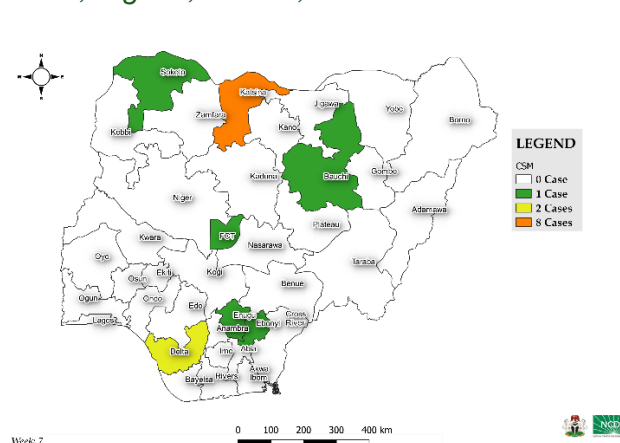 N
W
E
S
Sokoto
Katsina
Jigawa
Yobe
Borno
Zamfara
Kano
Kebbi
Kaduna
Bauchi
Gombe
Niger
Adamawa
Plateau
FCT
Nasarawa
Kwara
Taraba
Oyo
Kogi
Ekiti
Osun
Benue
Ogun
Ondo
Edo
Lagos
Enugu
Ebonyi
Cross
River
Anambra
Delta
Imo
Abia
Akwa
Ibom
Bayelsa
Rivers
LEGEND
CSM
0 Case
1 Case
2 Cases
8 Cases
0 100 200 300 400 km
Week 7
NCD